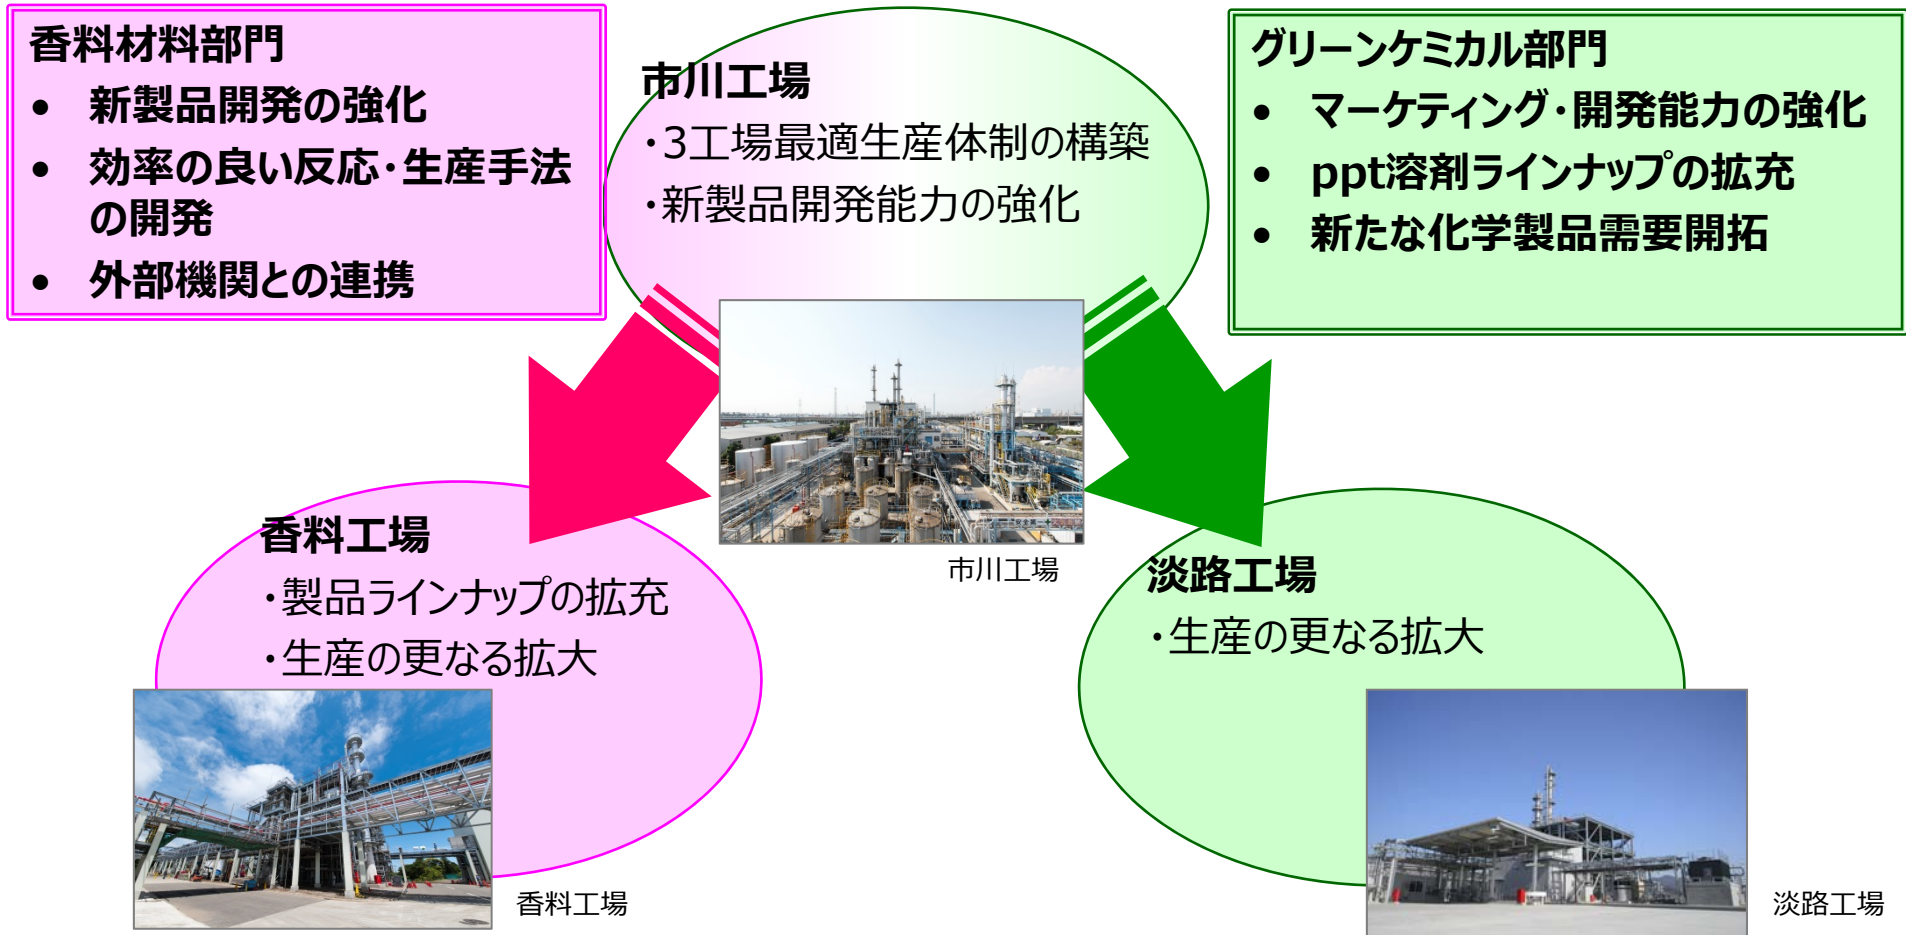 香料材料部門
• 新製品開発の強化
• 効率の良い反応・生産手法
の開発
• 外部機関との連携
市川工場
・3工場最適生産体制の構築
・新製品開発能力の強化
グリーンケミカル部門
• マーケティング・開発能力の強化
• ppt溶剤ラインナップの拡充
• 新たな化学製品需要開拓
市川工場
香料工場
・製品ラインナップの拡充
・生産の更なる拡大
香料工場
淡路工場
・生産の更なる拡大
淡路工場